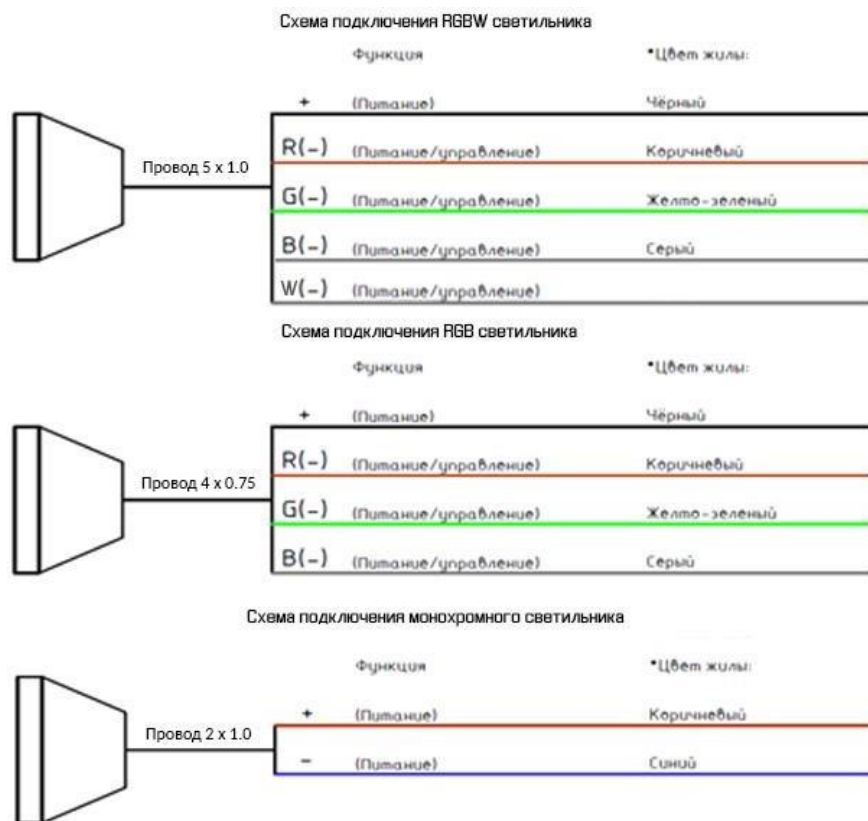 Схема подключения RGBW светильника
Функция *Цвет жилы:
+ (Питание) Чёрный
R(-) (Питание/управление) Коричневый
Провод 5 x 1.0
G(-) (Питание/управление) Желто-зеленый
B(-) (Питание/управление) Серый
W(-) (Питание/управление)
Схема подключения RGB светильника
Функция *Цвет жилы:
+ (Питание) Чёрный
R(-) (Питание/управление) Коричневый
Провод 4 x 0.75
G(-) (Питание/управление) Желто-зеленый
B(-) (Питание/управление) Серый
Схема подключения монохромного светильника
Функция *Цвет жилы:
+ (Питание) Коричневый
Провод 2 x 1.0
- (Питание) Синий